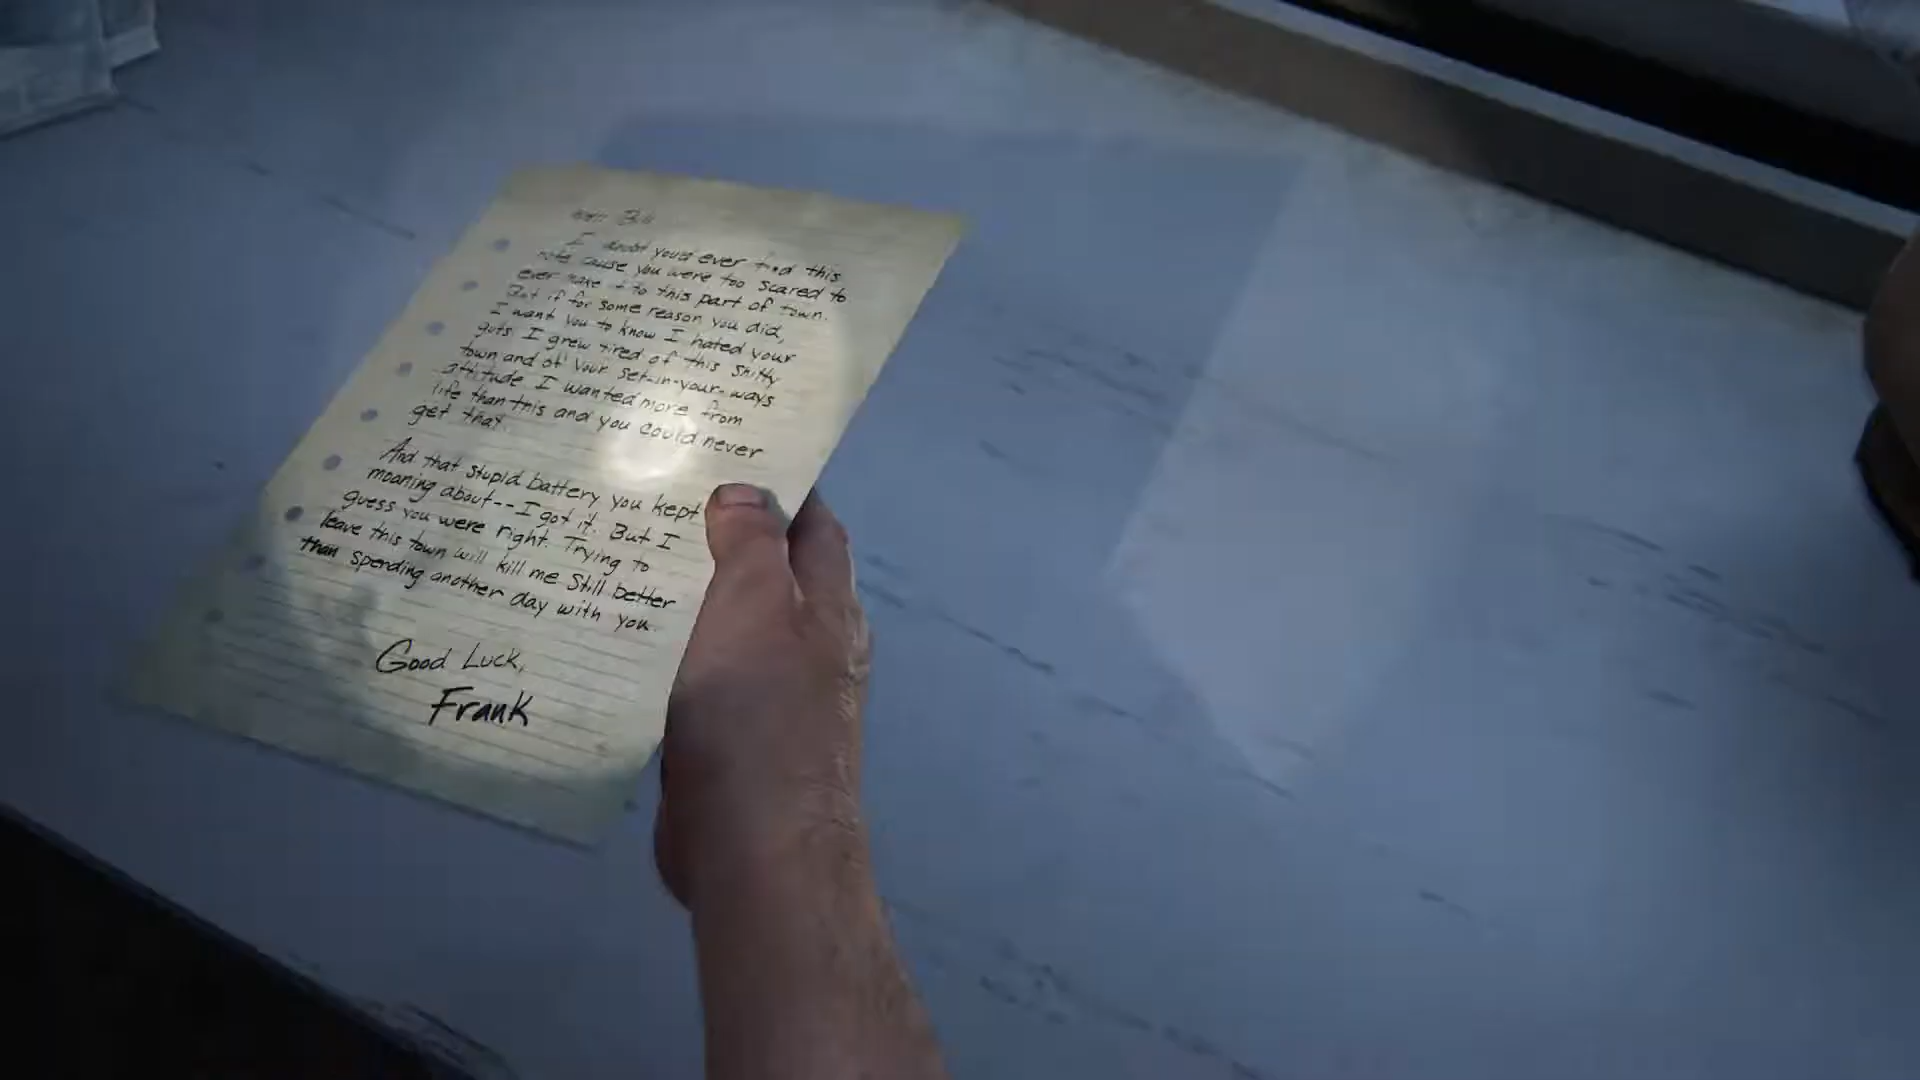 Well Bill
I doubt you'd ever find this
note cause you were too scared to
ever make it to this part of town.
But if for some reason you did,
I want you to know I hated your
guts. I grew tired of this shitty
town and of your set-in-your-ways
attitude. I wanted more from
life than this and you could never
get that.
And that stupid battery you kept
moaning about--I got it. But I
guess you were right. Trying to
leave this town will kill me. Still better
than spending another day with you.
Good Luck,
Frank